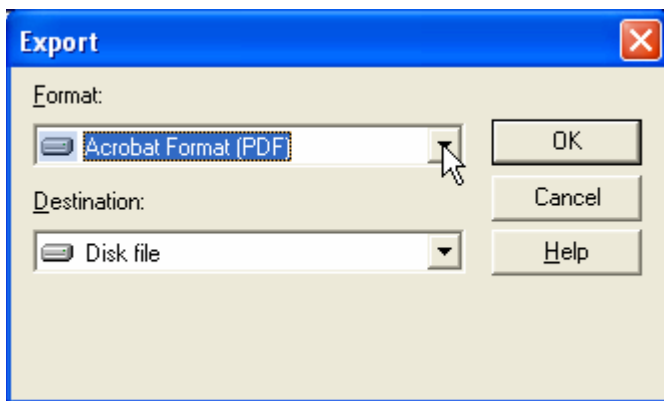 Export
Format:
Acrobat Format (PDF)
OK
Destination:
Cancel
Disk file
Help